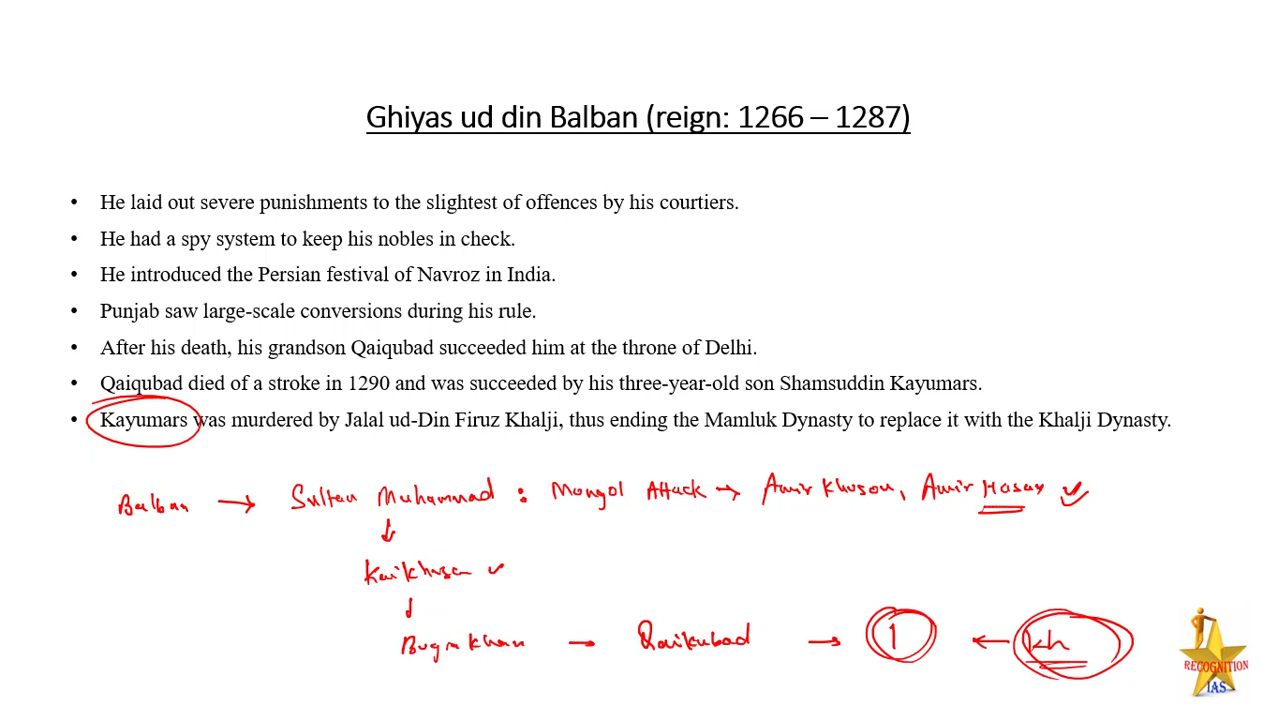 Ghiyas ud din Balban (reign: 1266 – 1287)
• He laid out severe punishments to the slightest of offences by his courtiers.
• He had a spy system to keep his nobles in check.
• He introduced the Persian festival of Navroz in India.
• Punjab saw large-scale conversions during his rule.
• After his death, his grandson Qaiqubad succeeded him at the throne of Delhi.
• Qaiqubad died of a stroke in 1290 and was succeeded by his three-year-old son Shamsuddin Kayumars.
• Kayumars was murdered by Jalal ud-Din Firuz Khalji, thus ending the Mamluk Dynasty to replace it with the Khalji Dynasty.
Balban → Sultan Muhammad : Mongol Attack → Amir Khusou, Amir Hasan ✓
↓
✓
↓
Bugra Khan → Qaikubad → 1 ← kh
RECOGNITION
IAS